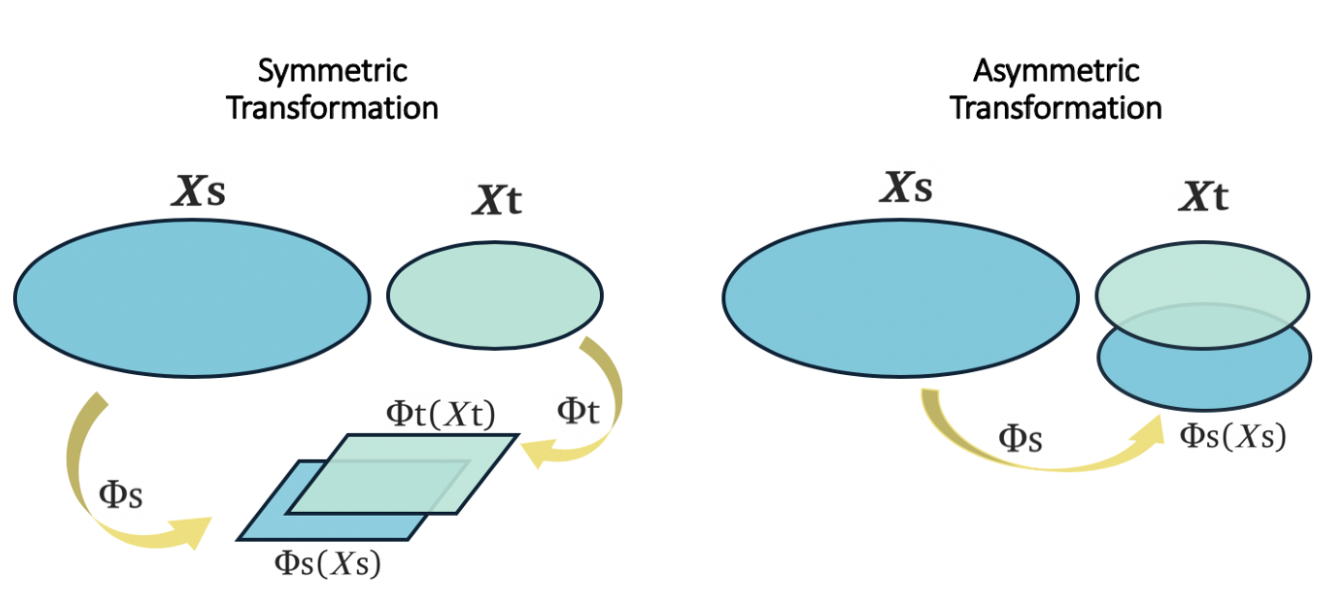 Symmetric
Transformation
Xs
Xt
Φt(Xt)
Φt
Φs
Φs(Xs)
Asymmetric
Transformation
Xs
Xt
Φs
Φs(Xs)